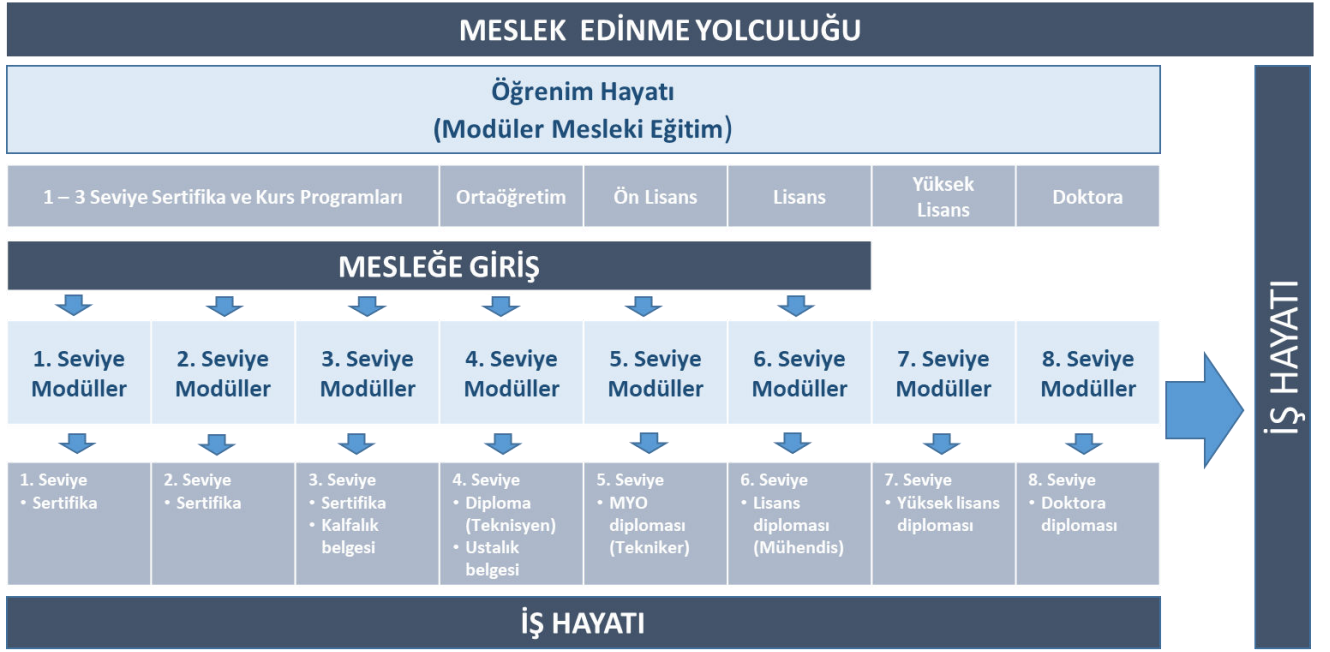 MESLEK EDİNME YOLCULUĞU
Öğrenim Hayatı
(Modüler Mesleki Eğitim)
1 – 3 Seviye Sertifika ve Kurs Programları
Ortaöğretim
Ön Lisans
Lisans
Yüksek
Lisans
Doktora
MESLEĞE GİRİŞ
1. Seviye
Modüller
2. Seviye
Modüller
3. Seviye
Modüller
4. Seviye
Modüller
5. Seviye
Modüller
6. Seviye
Modüller
7. Seviye
Modüller
8. Seviye
Modüller
1. Seviye
• Sertifika
2. Seviye
• Sertifika
3. Seviye
• Sertifika
• Kalfalık
belgesi
4. Seviye
• Diploma
(Teknisyen)
• Ustalık
belgesi
5. Seviye
• MYO
diploması
(Tekniker)
6. Seviye
• Lisans
diploması
(Mühendis)
7. Seviye
• Yüksek lisans
diploması
8. Seviye
• Doktora
diploması
İŞ HAYATI
İŞ HAYATI